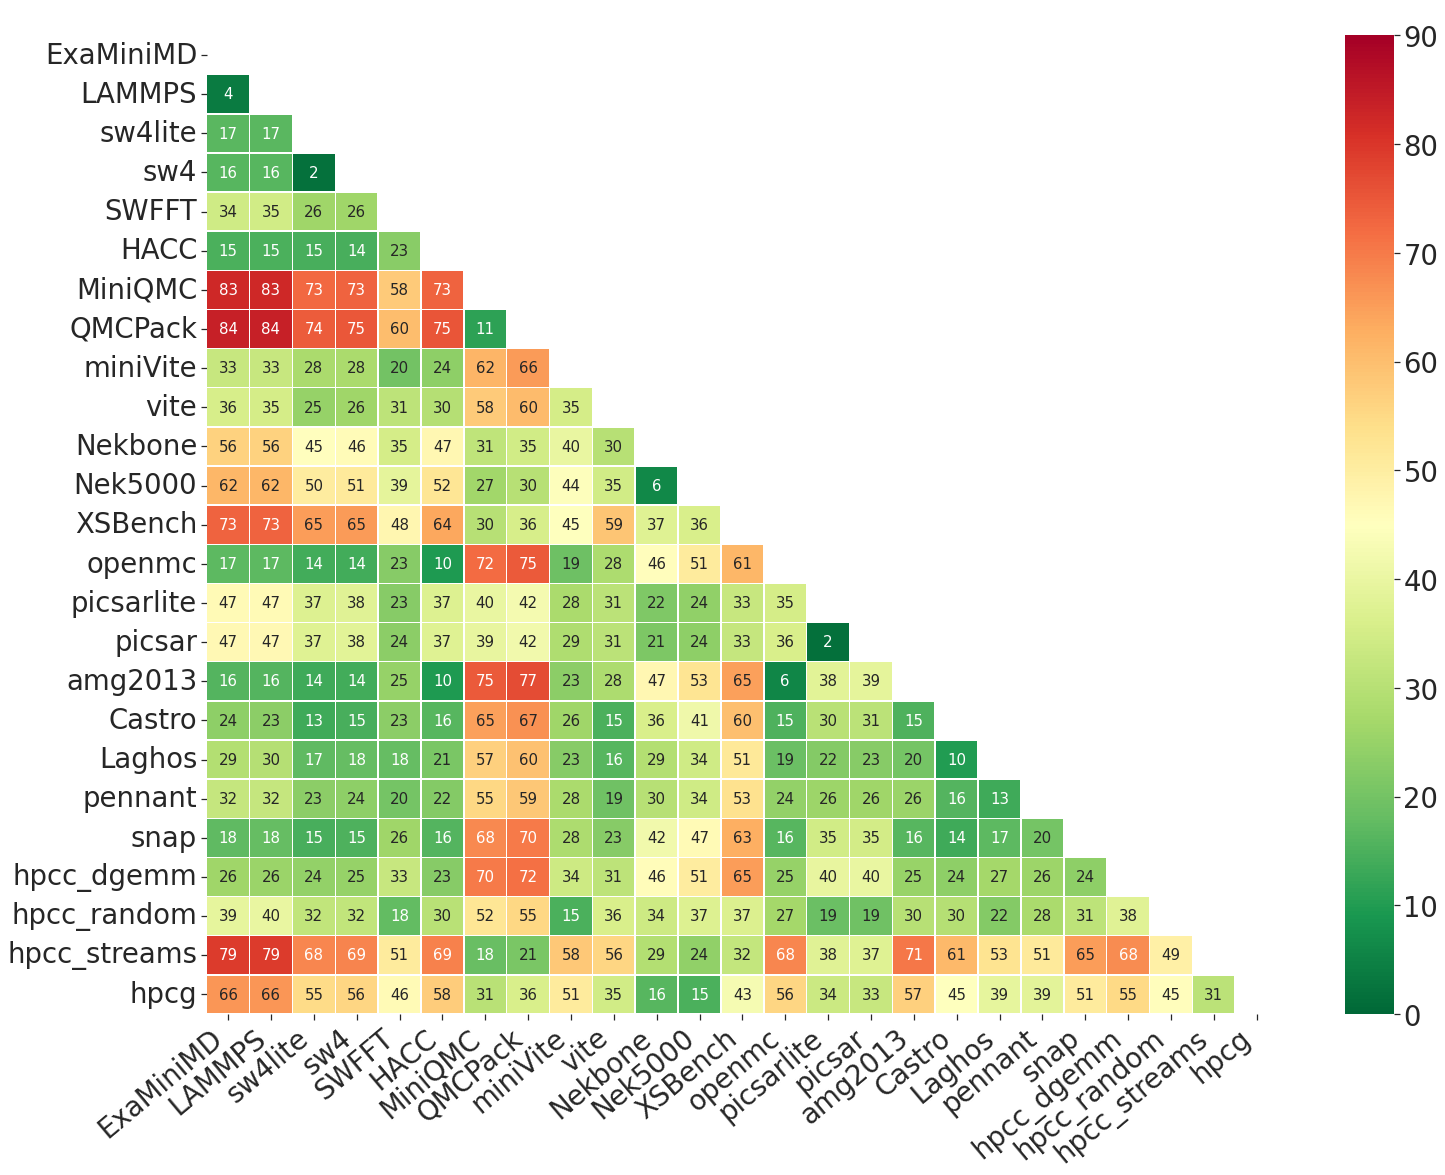 ExaMiniMD
LAMMPS 4
sw4lite 17 17
sw4 16 16 2
SWFFT 34 35 26 26
HACC 15 15 15 14 23
MiniQMC 83 83 73 73 58 73
QMCPack 84 84 74 75 60 75 11
miniVite 33 33 28 28 20 24 62 66
vite 36 35 25 26 31 30 58 60 35
Nekbone 56 56 45 46 35 47 31 35 40 30
Nek5000 62 62 50 51 39 52 27 30 44 35 6
XSBench 73 73 65 65 48 64 30 36 45 59 37 36
openmc 17 17 14 14 23 10 72 75 19 28 46 51 61
picsarlite 47 47 37 38 23 37 40 42 28 31 22 24 33 35
picsar 47 47 37 38 24 37 39 42 29 31 21 24 33 36 2
amg2013 16 16 14 14 25 10 75 77 23 28 47 53 65 6 38 39
Castro 24 23 13 15 23 16 65 67 26 15 36 41 60 15 30 31 15
Laghos 29 30 17 18 18 21 57 60 23 16 29 34 51 19 22 23 20 10
pennant 32 32 23 24 20 22 55 59 28 19 30 34 53 24 26 26 26 16 13
snap 18 18 15 15 26 16 68 70 28 23 42 47 63 16 35 35 16 14 17 20
hpcc_dgemm 26 26 24 25 33 23 70 72 34 31 46 51 65 25 40 40 25 24 27 26 24
hpcc_random 39 40 32 32 18 30 52 55 15 36 34 37 37 27 19 19 30 30 22 28 31 38
hpcc_streams 79 79 68 69 51 69 18 21 58 56 29 24 32 68 38 37 71 61 53 51 65 68 49
hpcg 66 66 55 56 46 58 31 36 51 35 16 15 43 56 34 33 57 45 39 39 51 55 45 31
ExaMiniMD
LAMMPS
sw4lite
sw4
SWFFT
HACC
MiniQMC
QMCPack
miniVite
vite
Nekbone
Nek5000
XSBench
openmc
picsarlite
picsar
amg2013
Castro
Laghos
pennant
snap
hpcc_dgemm
hpcc_random
hpcc_streams
hpcg
90
80
70
60
50
40
30
20
10
0